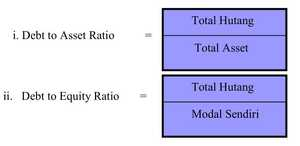 Total Hutang
i. Debt to Asset Ratio =
Total Asset
Total Hutang
ii. Debt to Equity Ratio =
Modal Sendiri